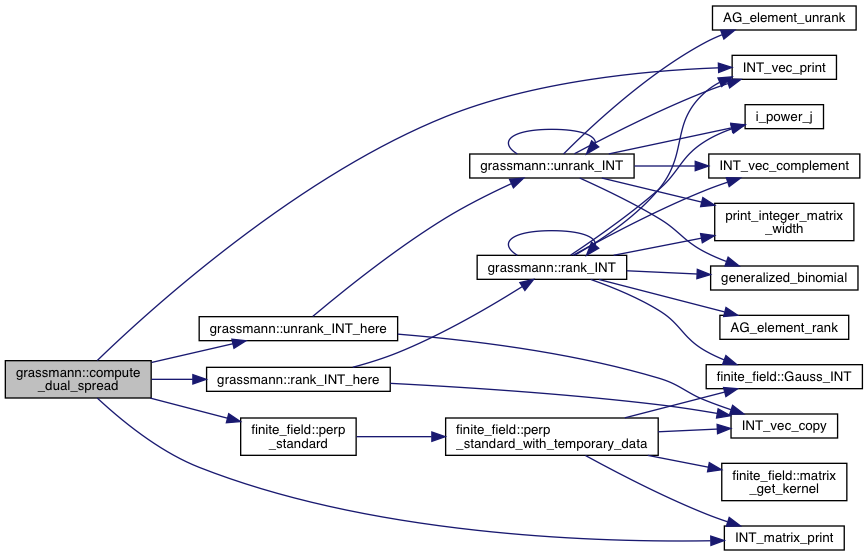 AG_element_unrank
INT_vec_print
i_power_j
grassmann::unrank_INT
INT_vec_complement
print_integer_matrix
_width
grassmann::rank_INT
generalized_binomial
AG_element_rank
grassmann::unrank_INT_here
grassmann::compute
_dual_spread
grassmann::rank_INT_here
finite_field::Gauss_INT
finite_field::perp
_standard
finite_field::perp
_standard_with_temporary_data
INT_vec_copy
finite_field::matrix
_get_kernel
INT_matrix_print